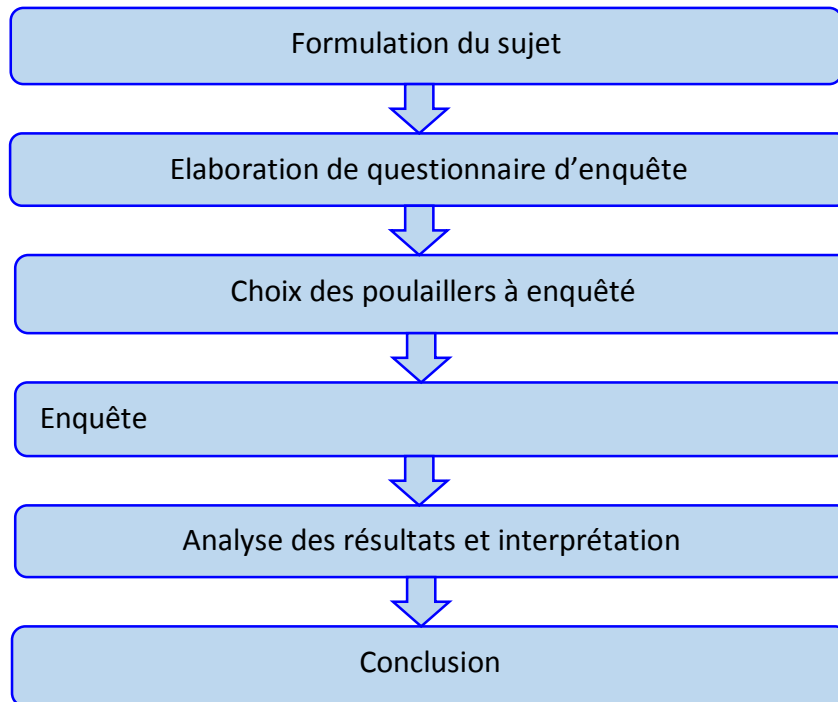 Formulation du sujet
Elaboration de questionnaire d’enquête
Choix des poulaillers à enquêté
Enquête
Analyse des résultats et interprétation
Conclusion